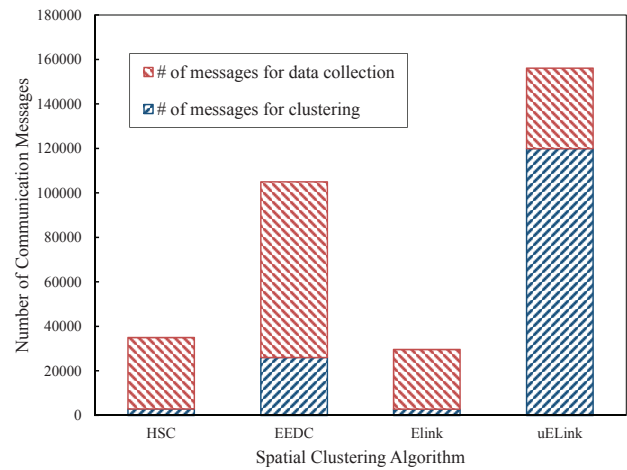 180000
160000
140000
120000
100000
80000
60000
40000
20000
0
Number of Communication Messages
# of messages for data collection
# of messages for clustering
HSC EEDC Elink uELink
Spatial Clustering Algorithm